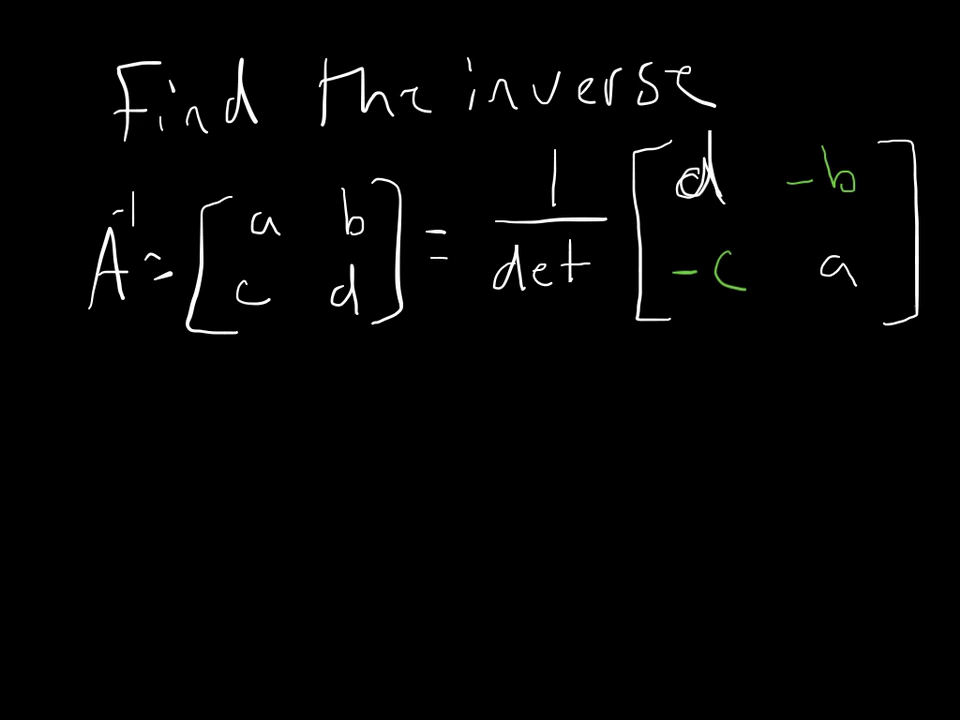 Find the inverse
A⁻¹ = [a b; c d] = 1/det [d -b; -c a]